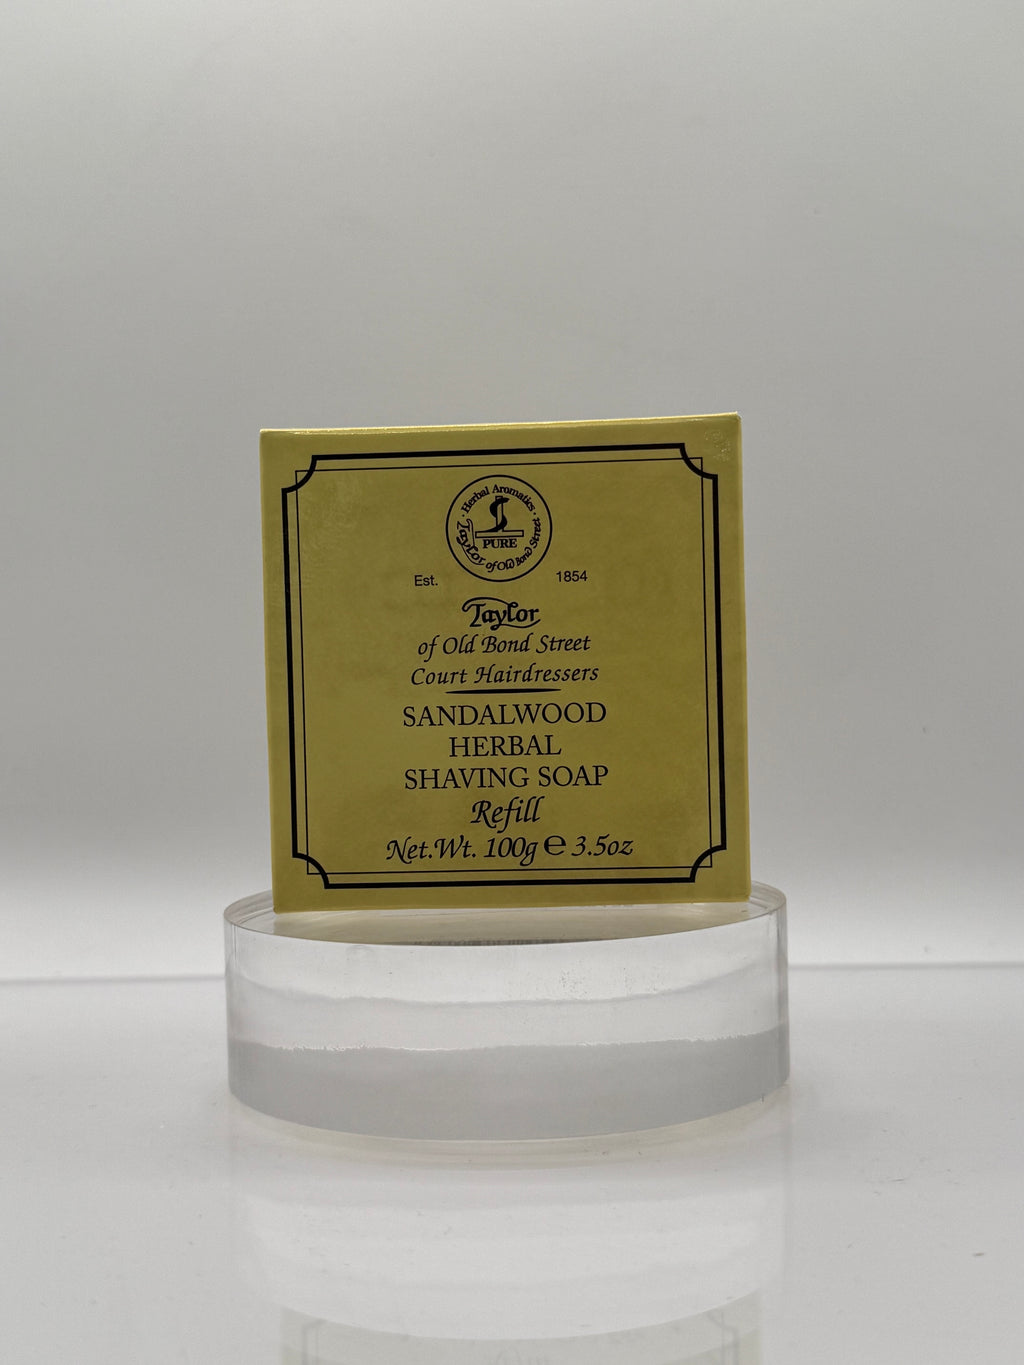 Herbal Aromatics
PURE
Taylor of Old Bond Street
Est. 1854
Taylor
of Old Bond Street
Court Hairdressers
SANDALWOOD
HERBAL
SHAVING SOAP
Refill
Net.Wt. 100g ℮ 3.5oz